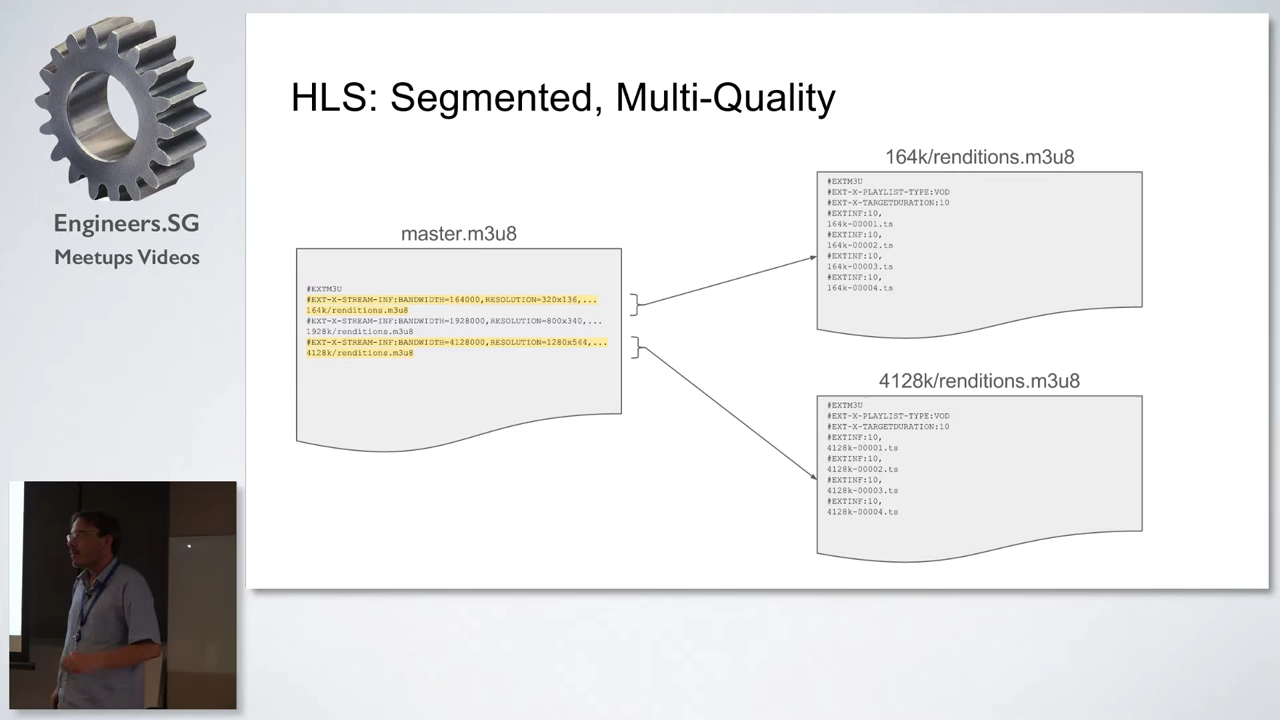 Engineers.SG
Meetups Videos
HLS: Segmented, Multi-Quality
master.m3u8
#EXTM3U
#EXT-X-STREAM-INF:BANDWIDTH=164000,RESOLUTION=320x136,...
164k/renditions.m3u8
#EXT-X-STREAM-INF:BANDWIDTH=1928000,RESOLUTION=800x340,...
1928k/renditions.m3u8
#EXT-X-STREAM-INF:BANDWIDTH=4128000,RESOLUTION=1280x544,...
4128k/renditions.m3u8
164k/renditions.m3u8
#EXTM3U
#EXT-X-PLAYLIST-TYPE:VOD
#EXT-X-TARGETDURATION:10
#EXTINF:10,
164k-00001.ts
#EXTINF:10,
164k-00002.ts
#EXTINF:10,
164k-00003.ts
#EXTINF:10,
164k-00004.ts
4128k/renditions.m3u8
#EXTM3U
#EXT-X-PLAYLIST-TYPE:VOD
#EXT-X-TARGETDURATION:10
#EXTINF:10,
4128k-00001.ts
#EXTINF:10,
4128k-00002.ts
#EXTINF:10,
4128k-00003.ts
#EXTINF:10,
4128k-00004.ts